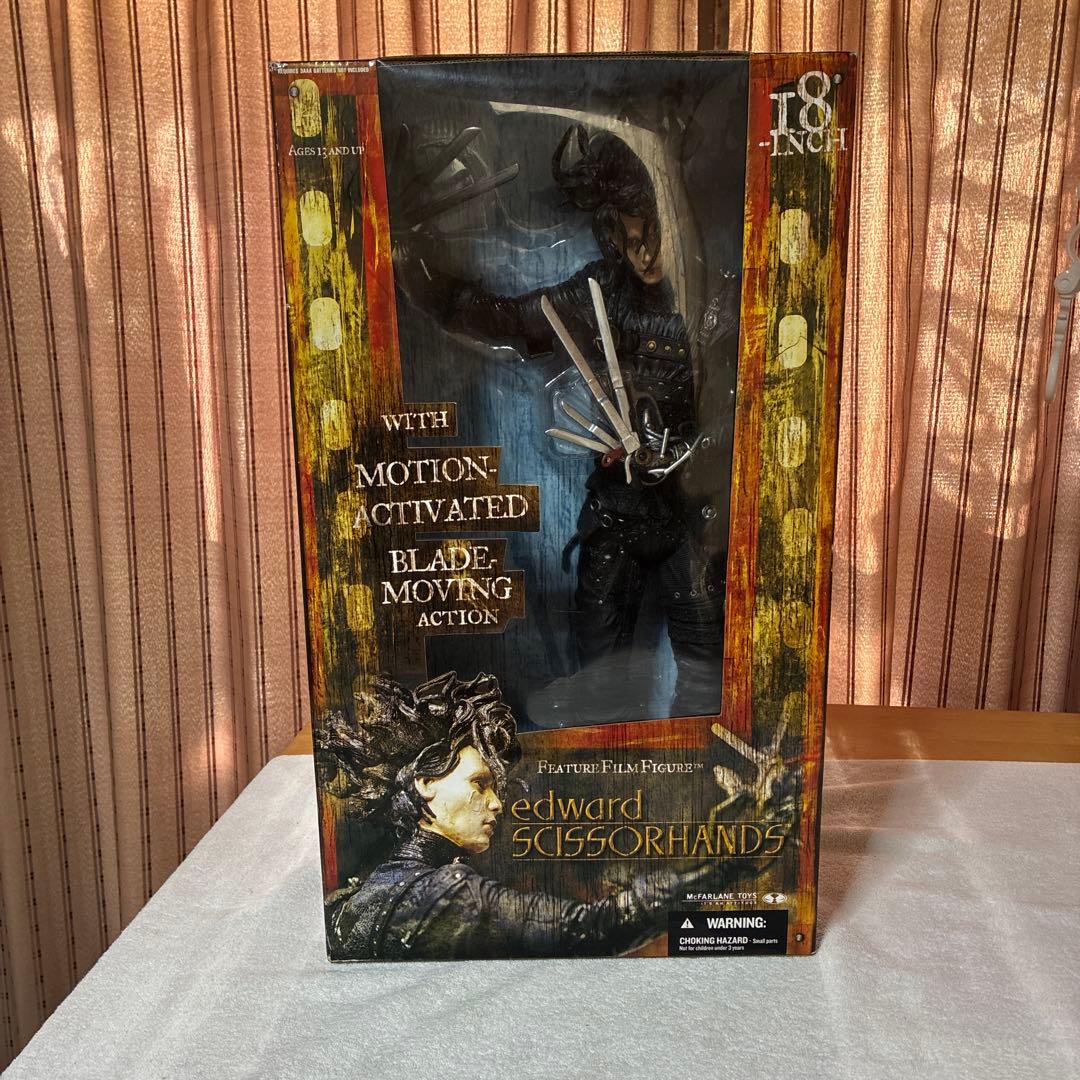 REQUIRES 3AAA BATTERIES NOT INCLUDED
AGES 13 AND UP
18
-INCH
WITH
MOTION-
ACTIVATED
BLADE-
MOVING
ACTION
FEATURE FILM FIGURE™
edward
SCISSORHANDS
MCFARLANE TOYS
WARNING:
CHOKING HAZARD - Small parts
Not for children under 3 years